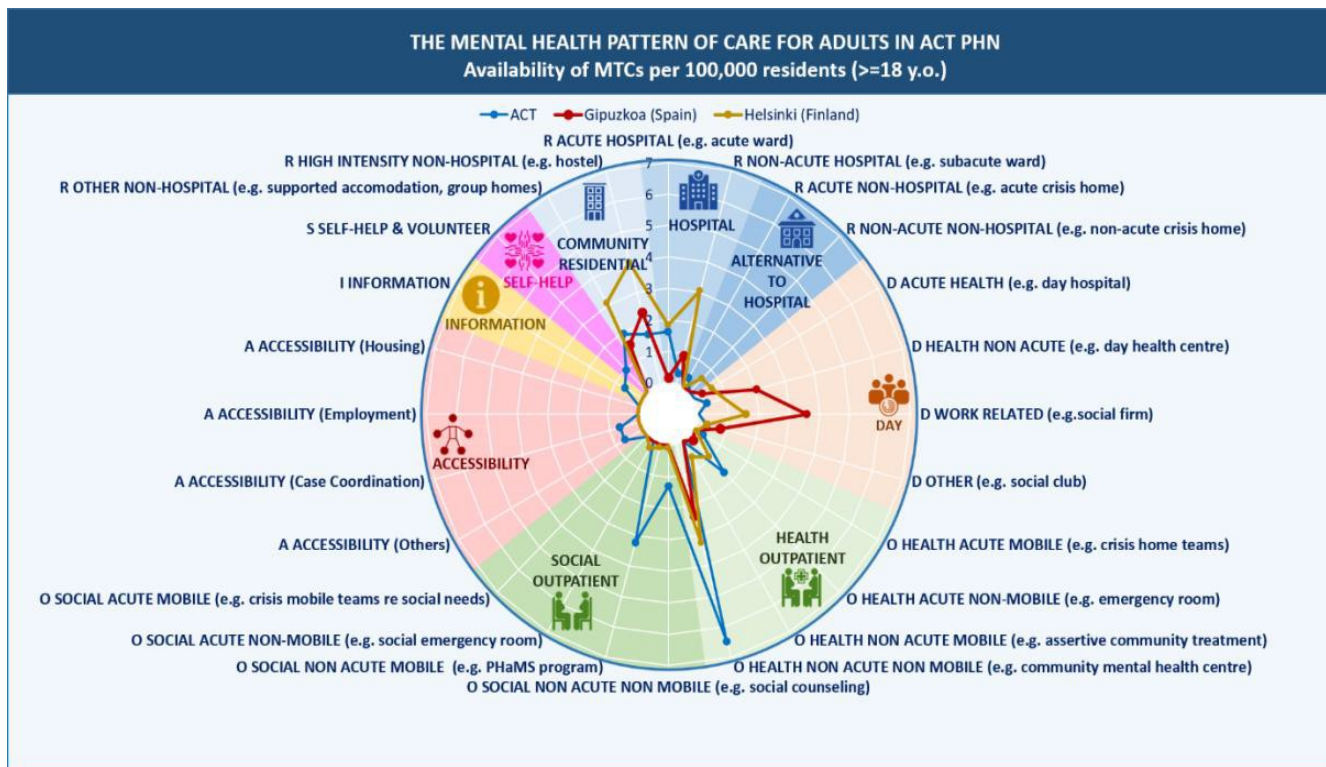 THE MENTAL HEALTH PATTERN OF CARE FOR ADULTS IN ACT PHN
Availability of MTCs per 100,000 residents (>=18 y.o.)
ACT
Gipuzkoa (Spain)
Helsinki (Finland)
R ACUTE HOSPITAL (e.g. acute ward)
R NON-ACUTE HOSPITAL (e.g. subacute ward)
R ACUTE NON-HOSPITAL (e.g. acute crisis home)
R NON-ACUTE NON-HOSPITAL (e.g. non-acute crisis home)
D ACUTE HEALTH (e.g. day hospital)
D HEALTH NON ACUTE (e.g. day health centre)
D WORK RELATED (e.g.social firm)
D OTHER (e.g. social club)
O HEALTH ACUTE MOBILE (e.g. crisis home teams)
O HEALTH ACUTE NON-MOBILE (e.g. emergency room)
O HEALTH NON ACUTE MOBILE (e.g. assertive community treatment)
O HEALTH NON ACUTE NON MOBILE (e.g. community mental health centre)
O SOCIAL NON ACUTE NON MOBILE (e.g. social counseling)
O SOCIAL NON ACUTE MOBILE (e.g. PHaMS program)
O SOCIAL ACUTE NON-MOBILE (e.g. social emergency room)
O SOCIAL ACUTE MOBILE (e.g. crisis mobile teams re social needs)
A ACCESSIBILITY (Others)
A ACCESSIBILITY (Case Coordination)
A ACCESSIBILITY (Employment)
A ACCESSIBILITY (Housing)
I INFORMATION
S SELF-HELP & VOLUNTEER
R OTHER NON-HOSPITAL (e.g. supported accomodation, group homes)
R HIGH INTENSITY NON-HOSPITAL (e.g. hostel)
7
6
5
4
3
2
1
0
HOSPITAL
ALTERNATIVE
TO
HOSPITAL
DAY
HEALTH
OUTPATIENT
SOCIAL
OUTPATIENT
ACCESSIBILITY
INFORMATION
SELF-HELP
COMMUNITY
RESIDENTIAL